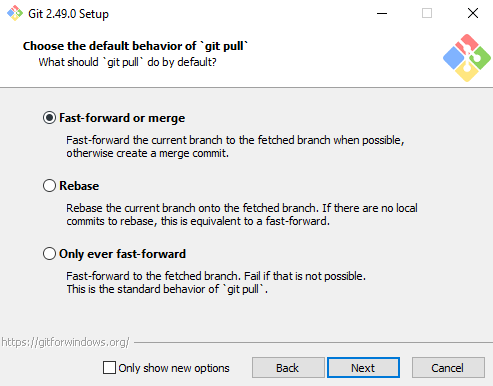 Git 2.49.0 Setup
Choose the default behavior of `git pull`
What should `git pull` do by default?
Fast-forward or merge
Fast-forward the current branch to the fetched branch when possible,
otherwise create a merge commit.
Rebase
Rebase the current branch onto the fetched branch. If there are no local
commits to rebase, this is equivalent to a fast-forward.
Only ever fast-forward
Fast-forward to the fetched branch. Fail if that is not possible.
This is the standard behavior of `git pull`.
https://gitforwindows.org/
Only show new options
Back
Next
Cancel